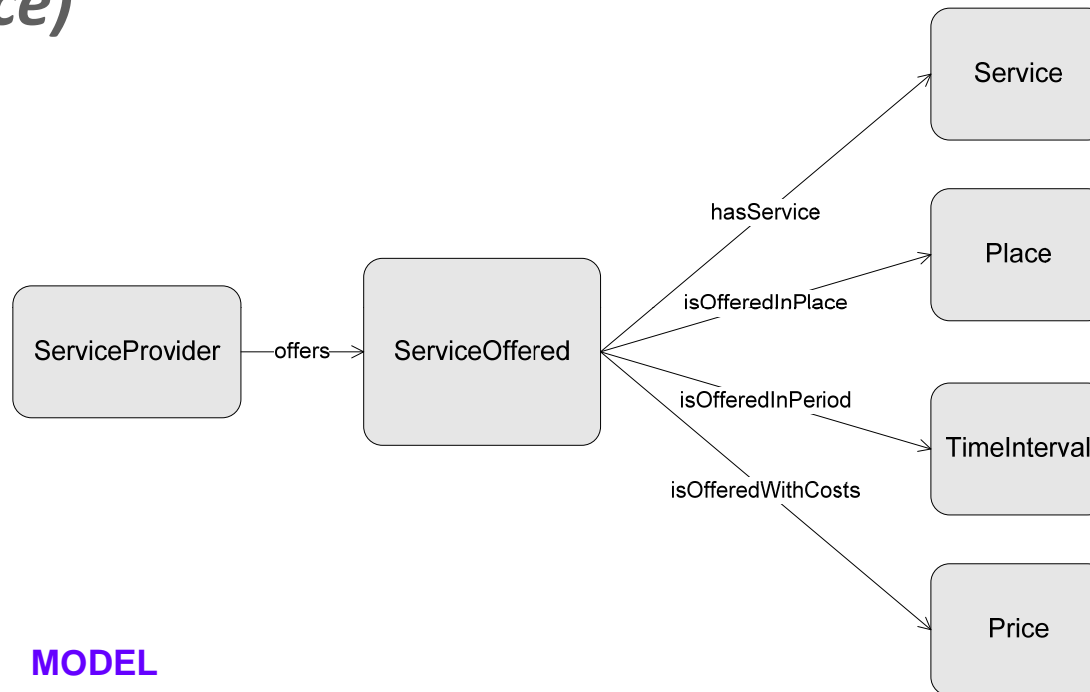 ce)
Service
hasService
Place
isOfferedInPlace
ServiceProvider
offers
ServiceOffered
isOfferedInPeriod
TimeInterval
isOfferedWithCosts
Price
MODEL